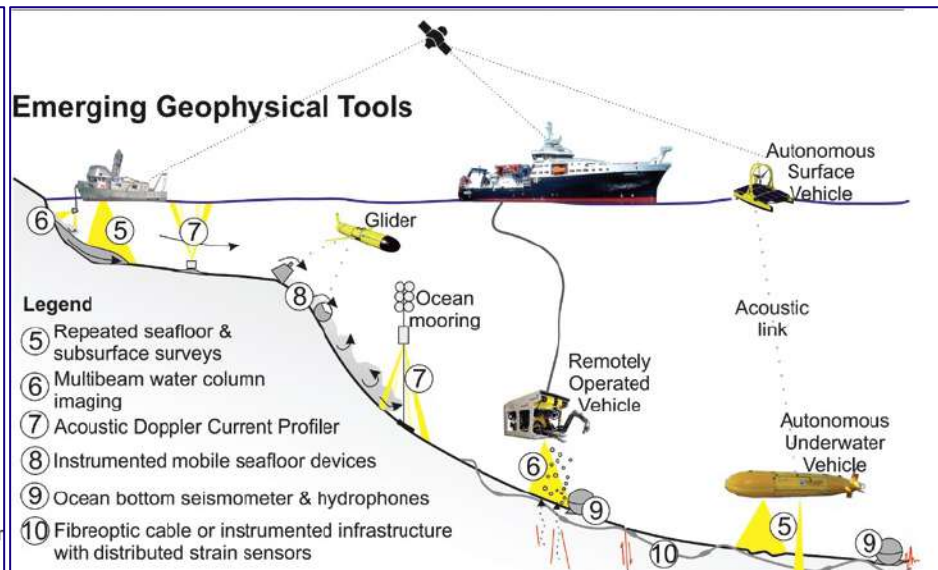 Emerging Geophysical Tools
Autonomous
Surface
Vehicle
6
5
7
Glider
8
Ocean
mooring
7
Acoustic
link
Remotely
Operated
Vehicle
Autonomous
Underwater
Vehicle
6
9
10
5
9
Legend
5 Repeated seafloor &
subsurface surveys
6 Multibeam water column
imaging
7 Acoustic Doppler Current Profiler
8 Instrumented mobile seafloor devices
9 Ocean bottom seismometer & hydrophones
10 Fibreoptic cable or instrumented infrastructure
with distributed strain sensors